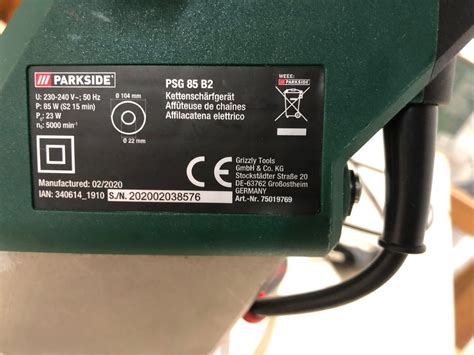 /// PARKSIDE®
U: 230-240 V~; 50 Hz
P: 85 W (S2 15 min)
P₂: 23 W
n₀: 5000 min⁻¹
Ø 104 mm
Ø 22 mm
Manufactured: 02/2020
IAN: 340614_1910 S./N. 202002038576
PSG 85 B2
Kettenschärfgerät
Affûteuse de chaînes
Affilacatena elettrico
WEEE:
/// PARKSIDE
CE
Grizzly Tools
GmbH & Co. KG
Stockstädter Straße 20
DE-63762 Großostheim
GERMANY
Art.-Nr. 75019769